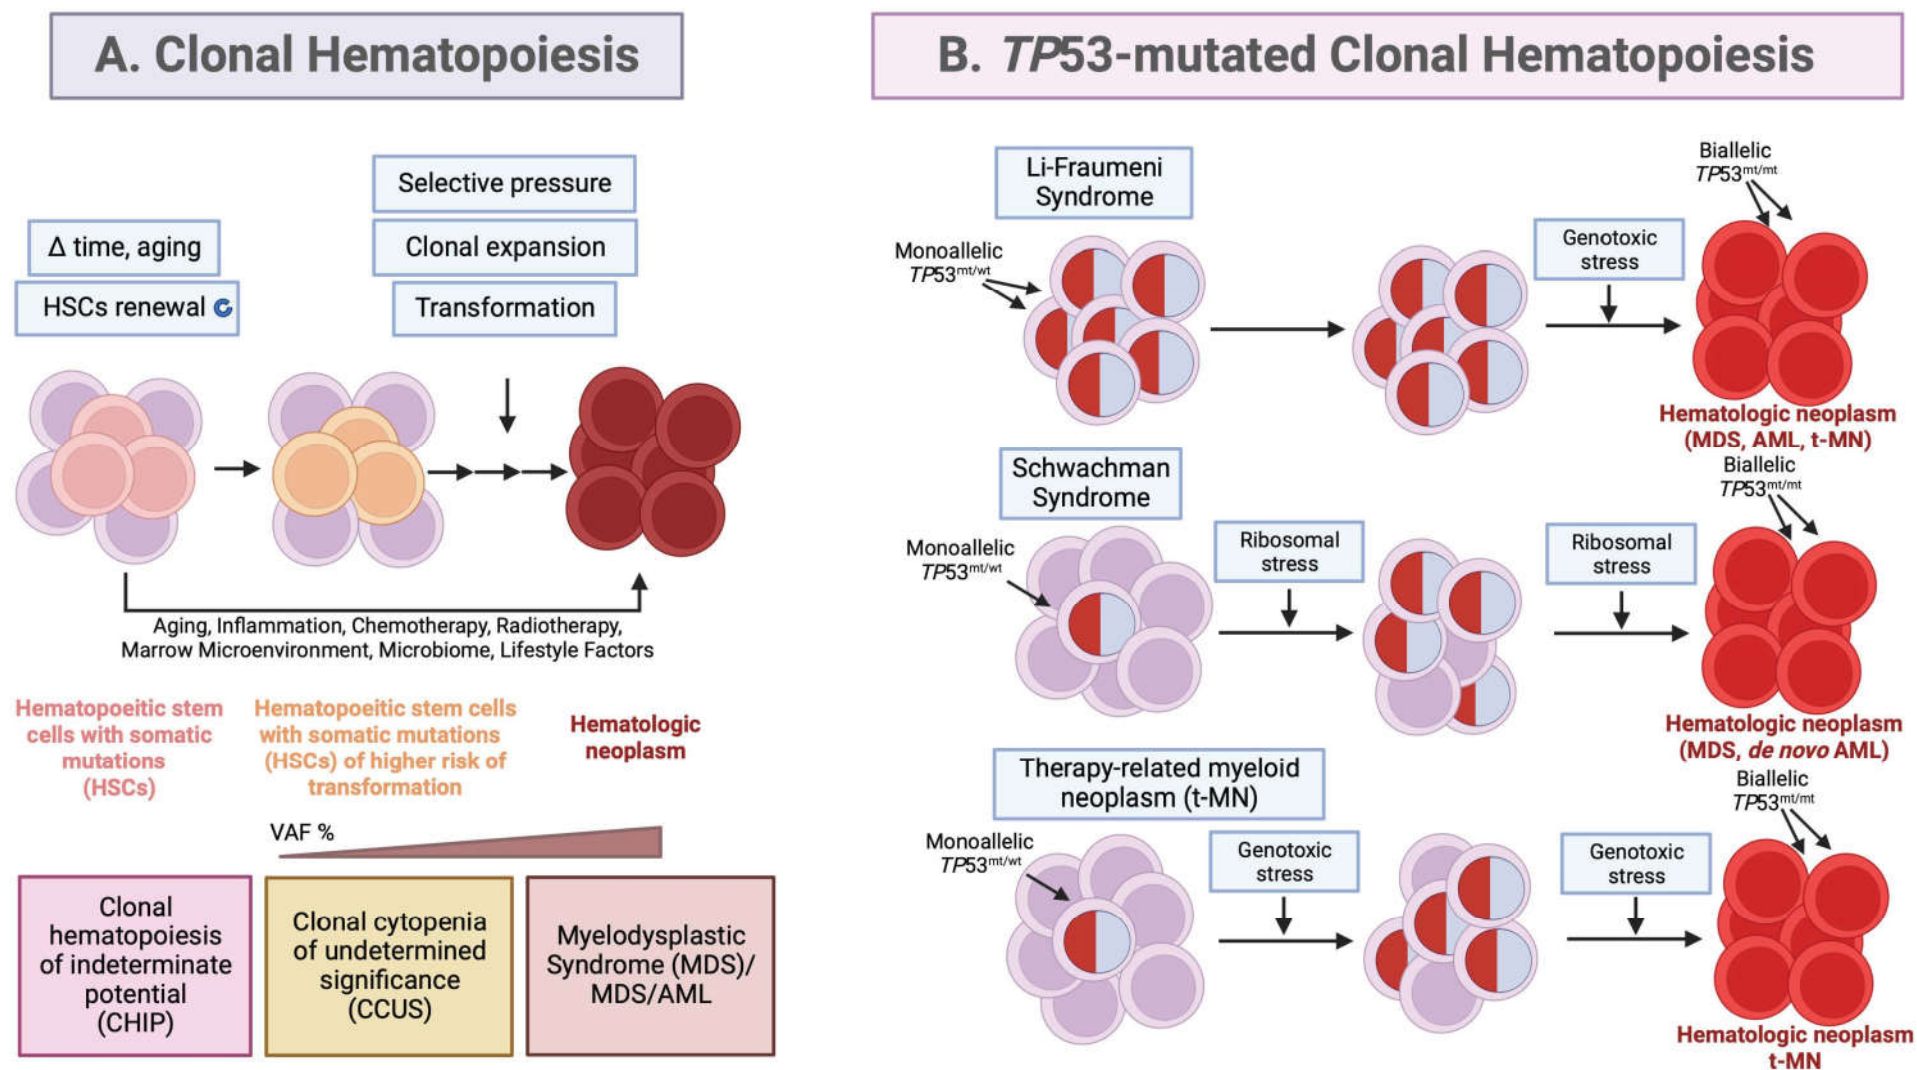 A. Clonal Hematopoiesis
Selective pressure
Δ time, aging
Clonal expansion
HSCs renewal
Transformation
Aging, Inflammation, Chemotherapy, Radiotherapy,
Marrow Microenvironment, Microbiome, Lifestyle Factors
Hematopoeitic stem
cells with somatic
mutations
(HSCs)
Hematopoeitic stem cells
with somatic mutations
(HSCs) of higher risk of
transformation
Hematologic
neoplasm
VAF %
Clonal
hematopoiesis
of indeterminate
potential
(CHIP)
Clonal cytopenia
of undetermined
significance
(CCUS)
Myelodysplastic
Syndrome (MDS)/
MDS/AML
B. TP53-mutated Clonal Hematopoiesis
Li-Fraumeni
Syndrome
Monoallelic
TP53mt/wt
Genotoxic
stress
Biallelic
TP53mt/mt
Hematologic neoplasm
(MDS, AML, t-MN)
Schwachman
Syndrome
Monoallelic
TP53mt/wt
Ribosomal
stress
Ribosomal
stress
Biallelic
TP53mt/mt
Hematologic neoplasm
(MDS, de novo AML)
Therapy-related myeloid
neoplasm (t-MN)
Monoallelic
TP53mt/wt
Genotoxic
stress
Genotoxic
stress
Biallelic
TP53mt/mt
Hematologic neoplasm
t-MN